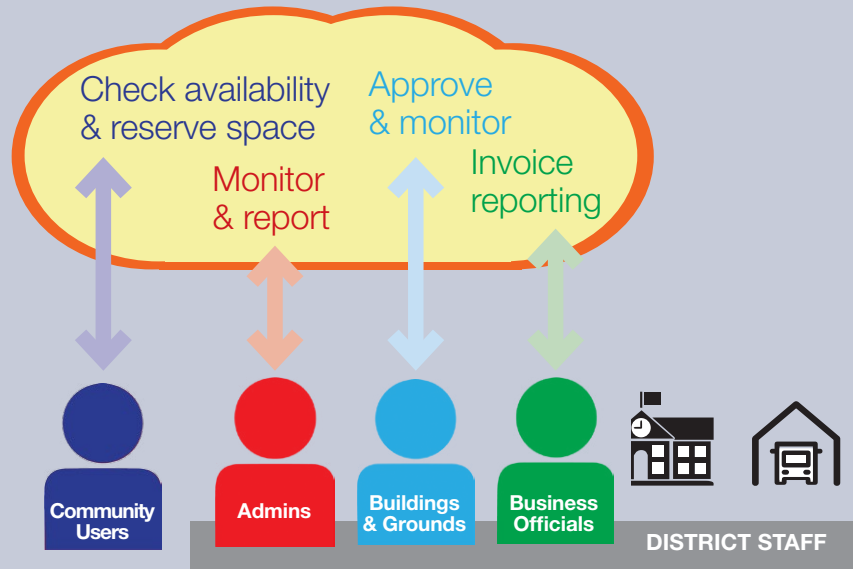 Check availability
& reserve space
Approve
& monitor
Monitor
& report
Invoice
reporting
Community
Users
Admins
Buildings
& Grounds
Business
Officials
DISTRICT STAFF